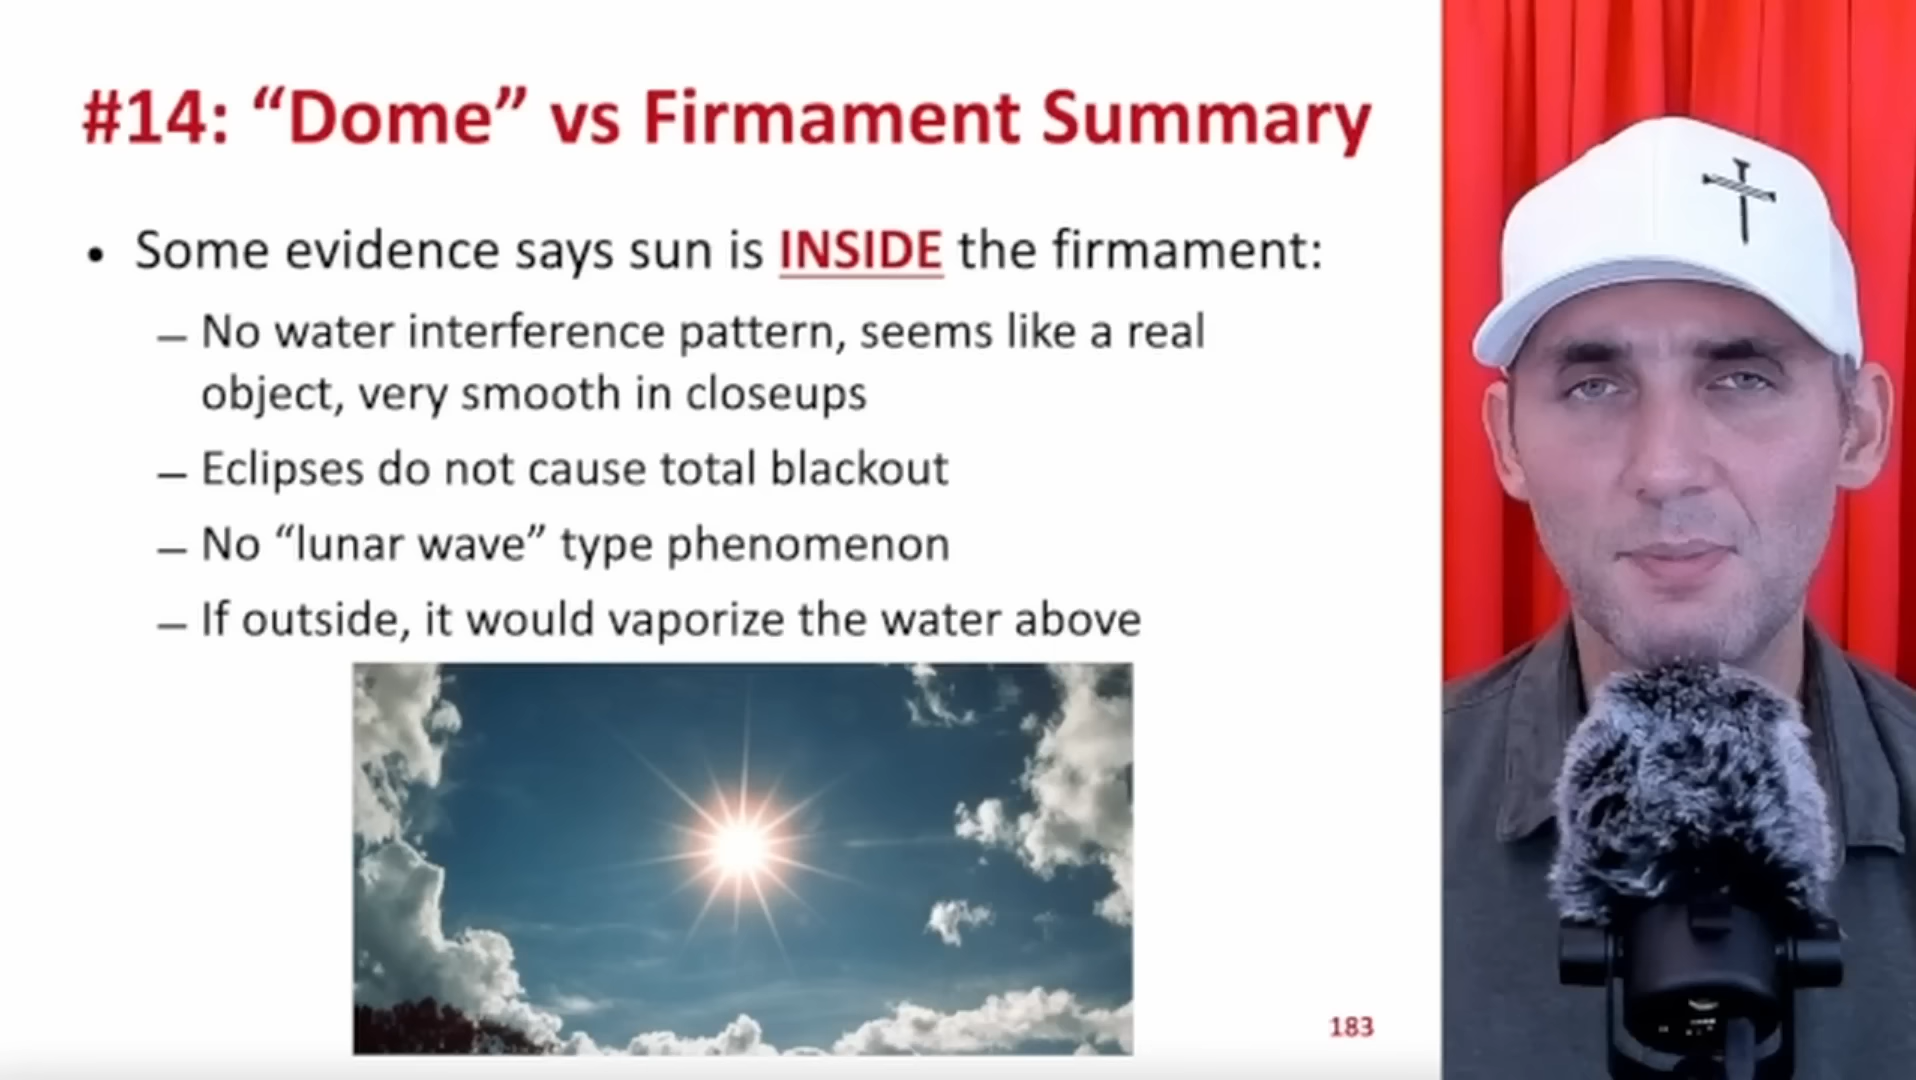 #14: “Dome” vs Firmament Summary
• Some evidence says sun is INSIDE the firmament:
– No water interference pattern, seems like a real
object, very smooth in closeups
– Eclipses do not cause total blackout
– No “lunar wave” type phenomenon
– If outside, it would vaporize the water above
183